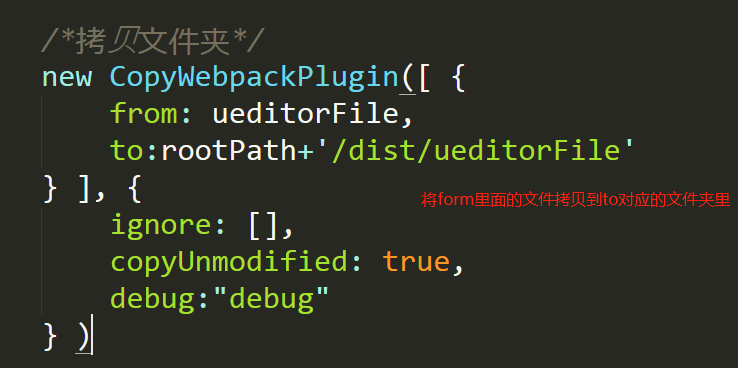 /*拷贝文件夹*/
new CopyWebpackPlugin([ {
from: ueditorFile,
to:rootPath+'/dist/ueditorFile'
} ], {
将form里面的文件拷贝到to对应的文件夹里
ignore: [],
copyUnmodified: true,
debug:"debug"
} )